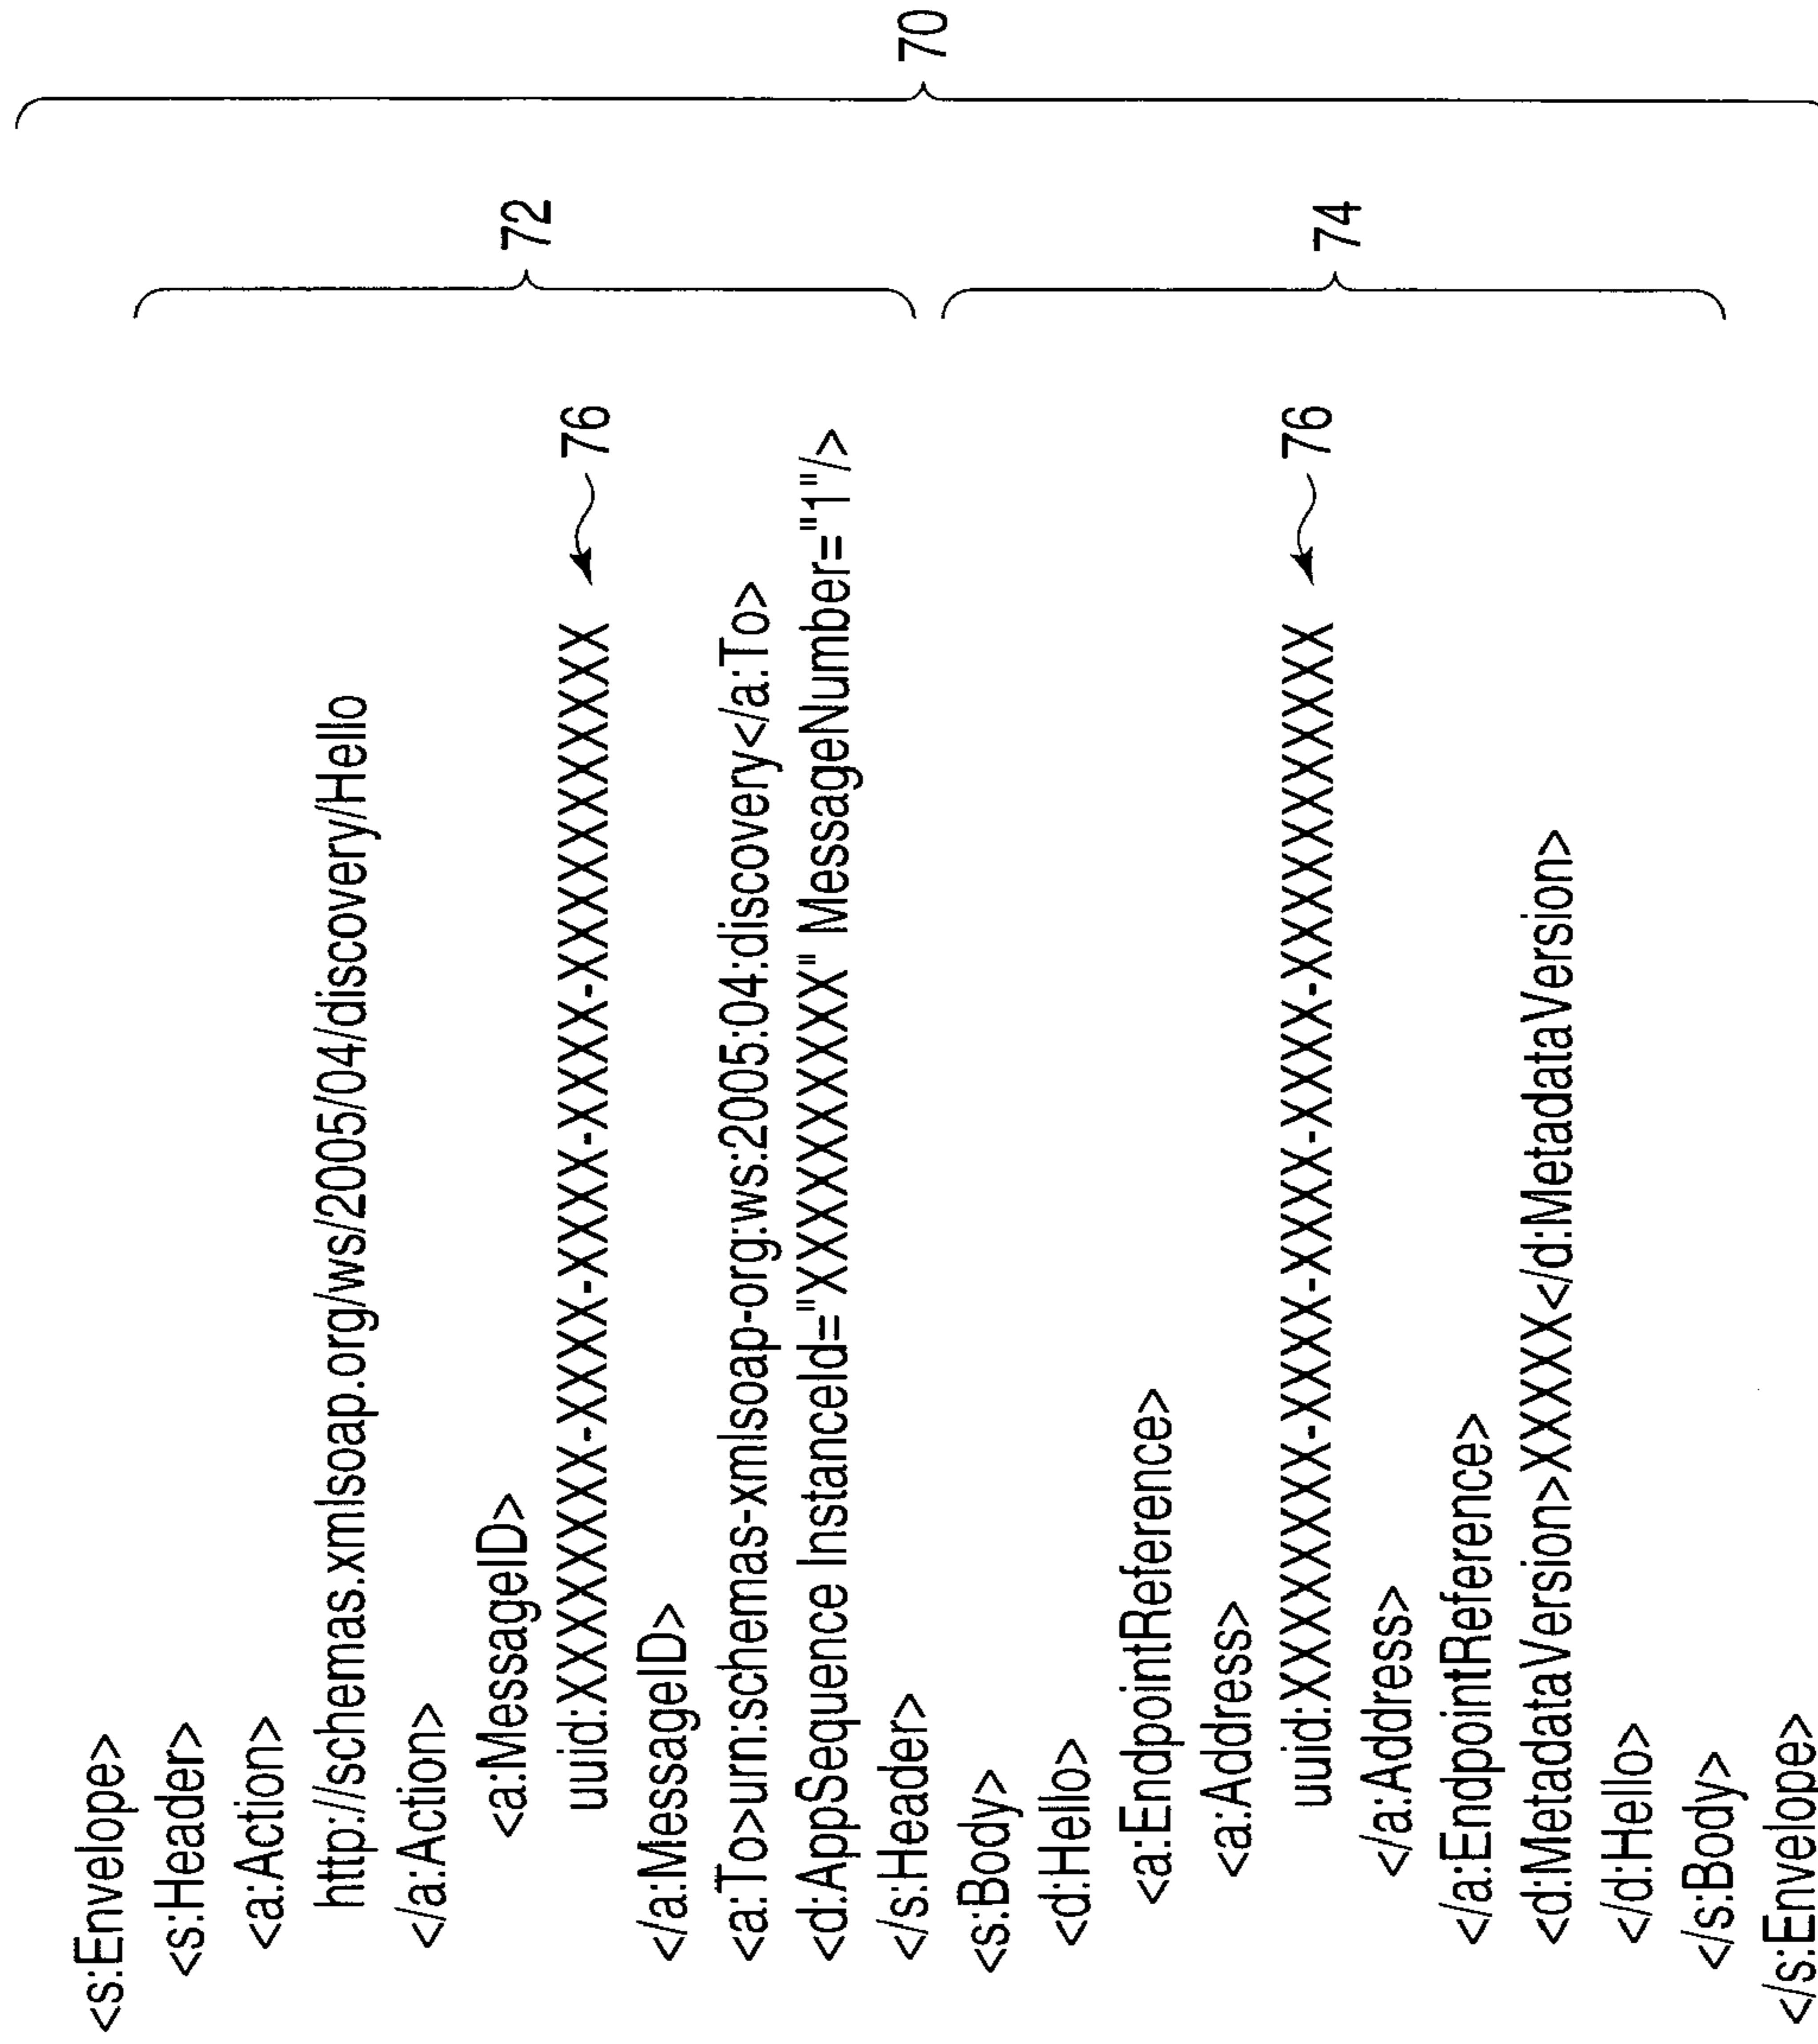 <s:Envelope>
<s:Header>
<a:Action>
http://schemas.xmlsoap.org/ws/2005/04/discovery/Hello
</a:Action>
<a:MessageID>
uuid:XXXXXXXX-XXXX-XXXX-XXXX-XXXXXXXXXXX
76
</a:MessageID>
<a:To>urn:schemas-xmlsoap-org:ws:2005:04:discovery</a:To>
<d:AppSequence InstanceId="XXXXXXXXXX" MessageNumber="1"/>
</s:Header>
72
<s:Body>
<d:Hello>
<a:EndpointReference>
<a:Address>
uuid:XXXXXXXX-XXXX-XXXX-XXXX-XXXXXXXXXXX
76
</a:Address>
</a:EndpointReference>
<d:MetadataVersion>XXXXX</d:MetadataVersion>
</d:Hello>
</s:Body>
74
</s:Envelope>
70